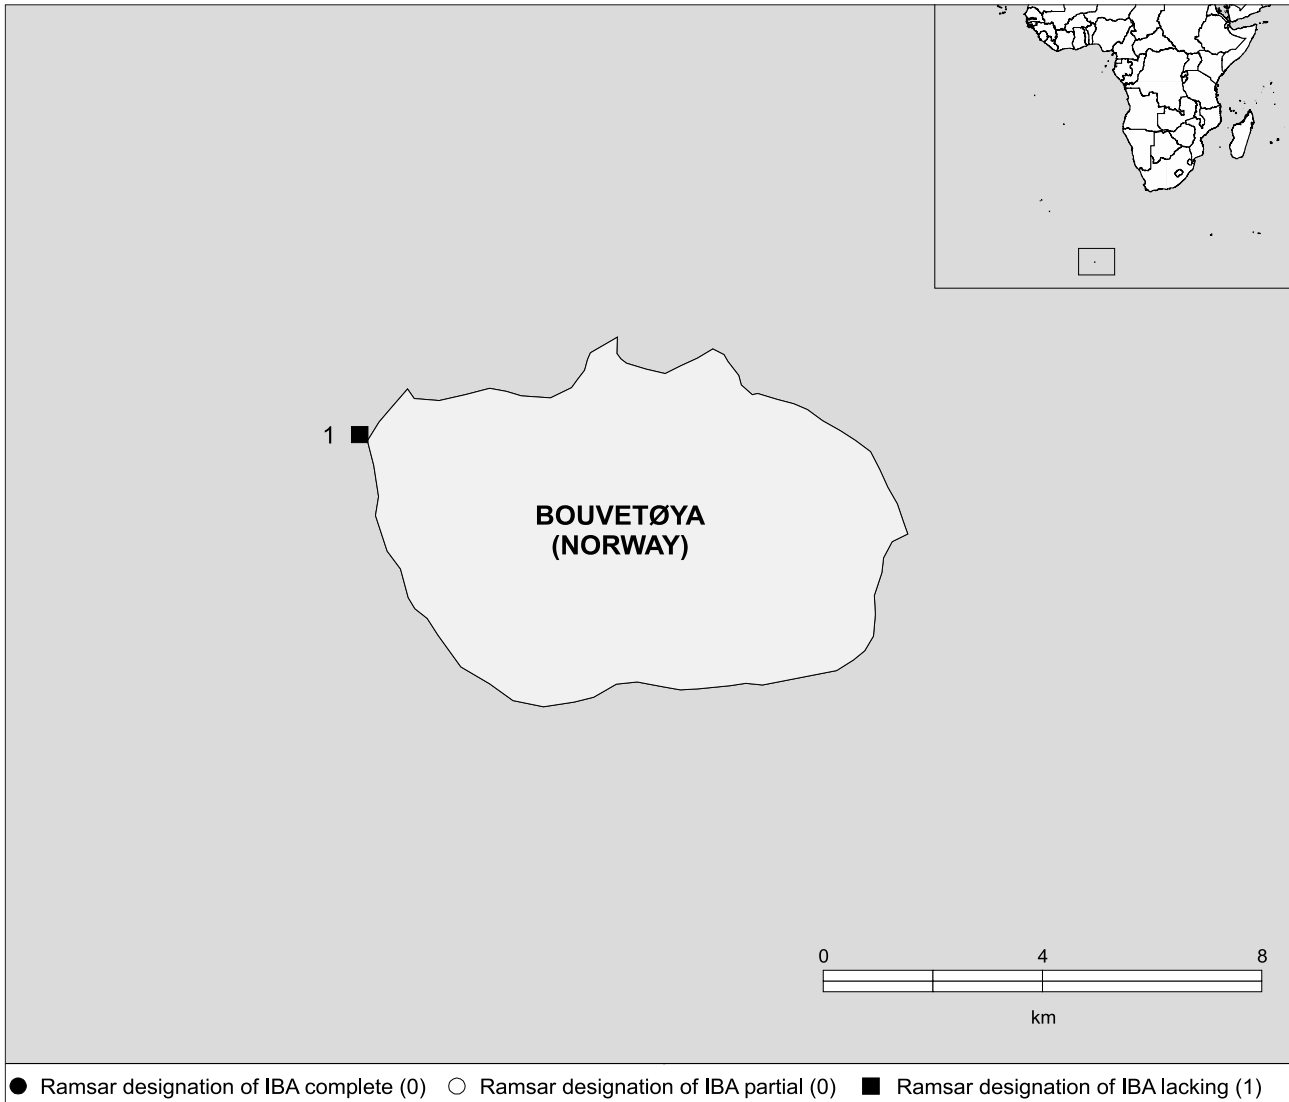 1
BOUVETØYA
(NORWAY)
0 4 8
km
Ramsar designation of IBA complete (0) Ramsar designation of IBA partial (0) Ramsar designation of IBA lacking (1)